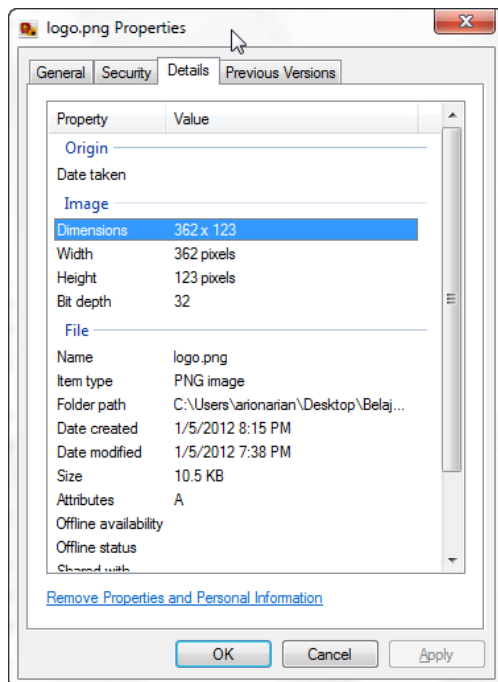 logo.png Properties
General Security Details Previous Versions
Property Value
Origin
Date taken
Image
Dimensions 362 x 123
Width 362 pixels
Height 123 pixels
Bit depth 32
File
Name logo.png
Item type PNG image
Folder path C:\Users\arionarian\Desktop\Belaj...
Date created 1/5/2012 8:15 PM
Date modified 1/5/2012 7:38 PM
Size 10.5 KB
Attributes A
Offline availability
Offline status
Shared with
Remove Properties and Personal Information
OK Cancel Apply